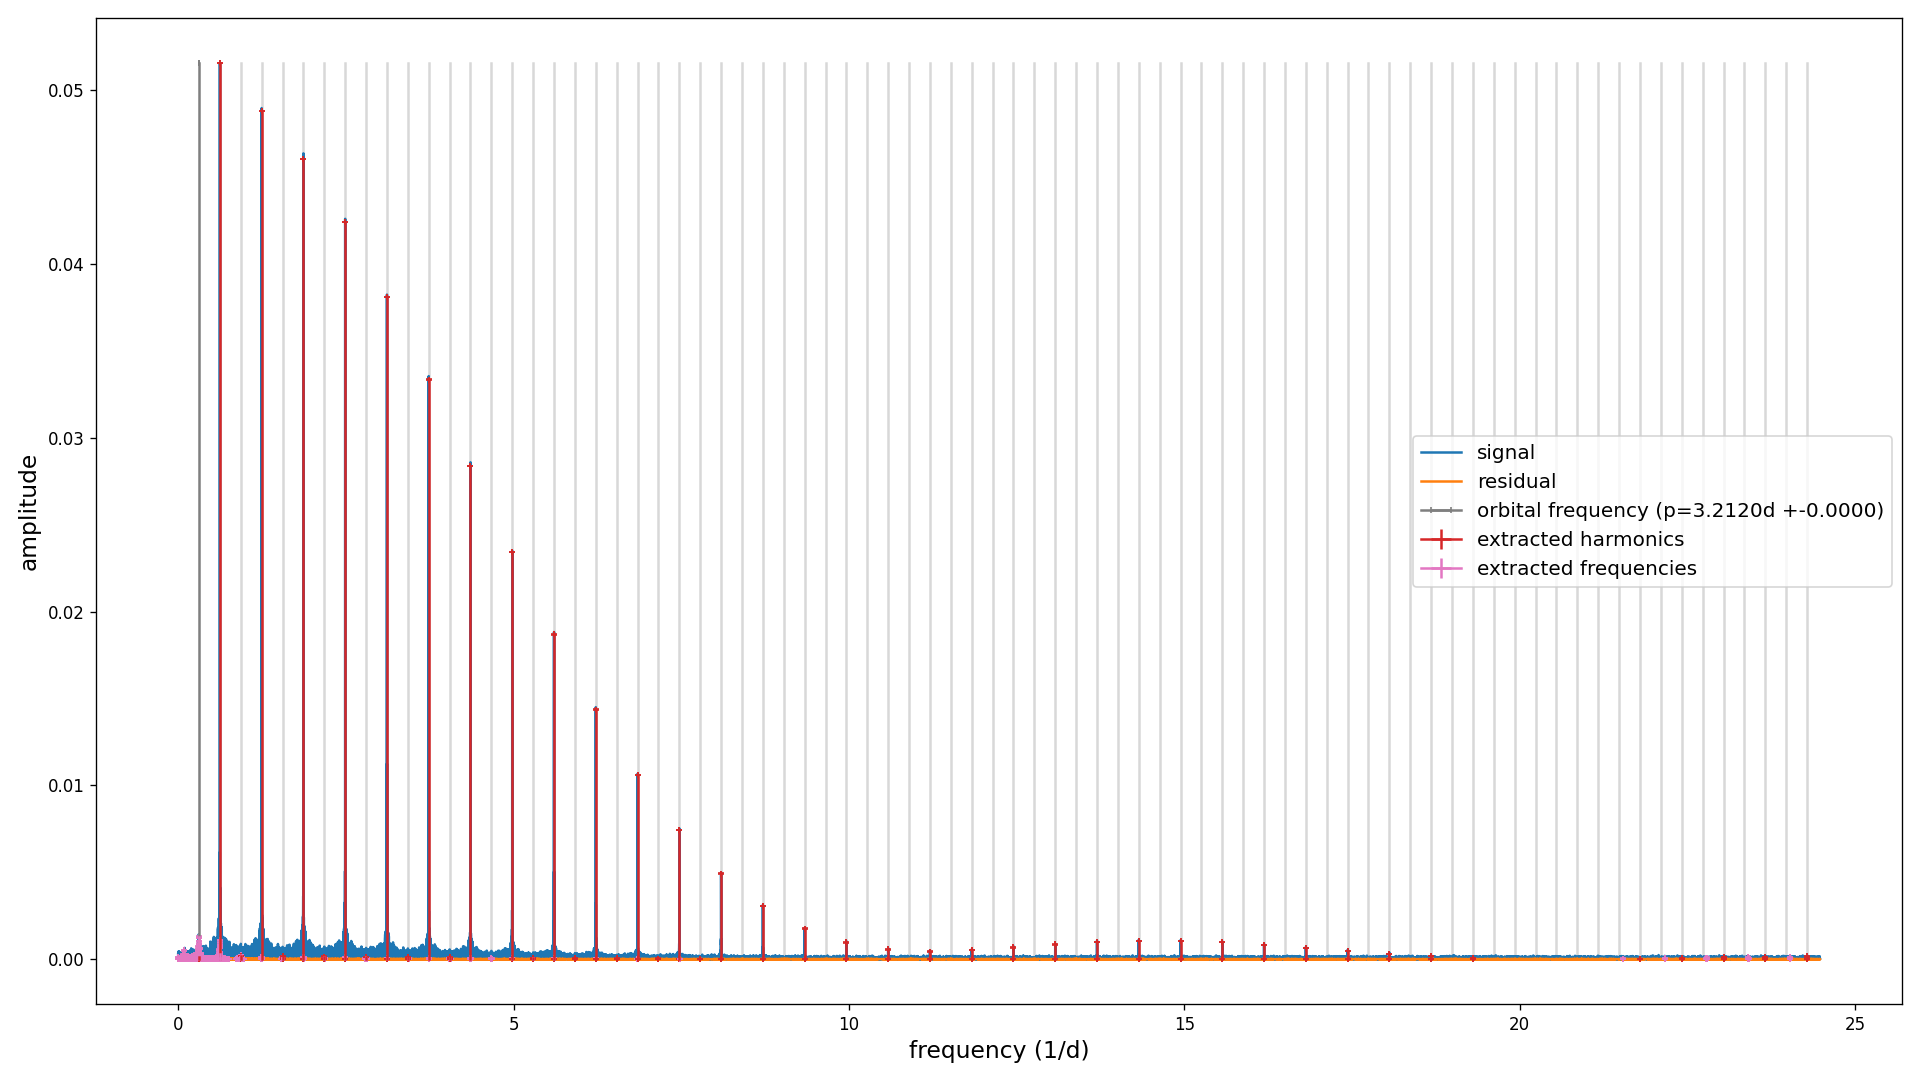 0.05
0.04
0.03
0.02
0.01
0.00
amplitude
0
5
10
15
20
25
frequency (1/d)
signal
residual
orbital frequency (p=3.2120d +-0.0000)
extracted harmonics
extracted frequencies